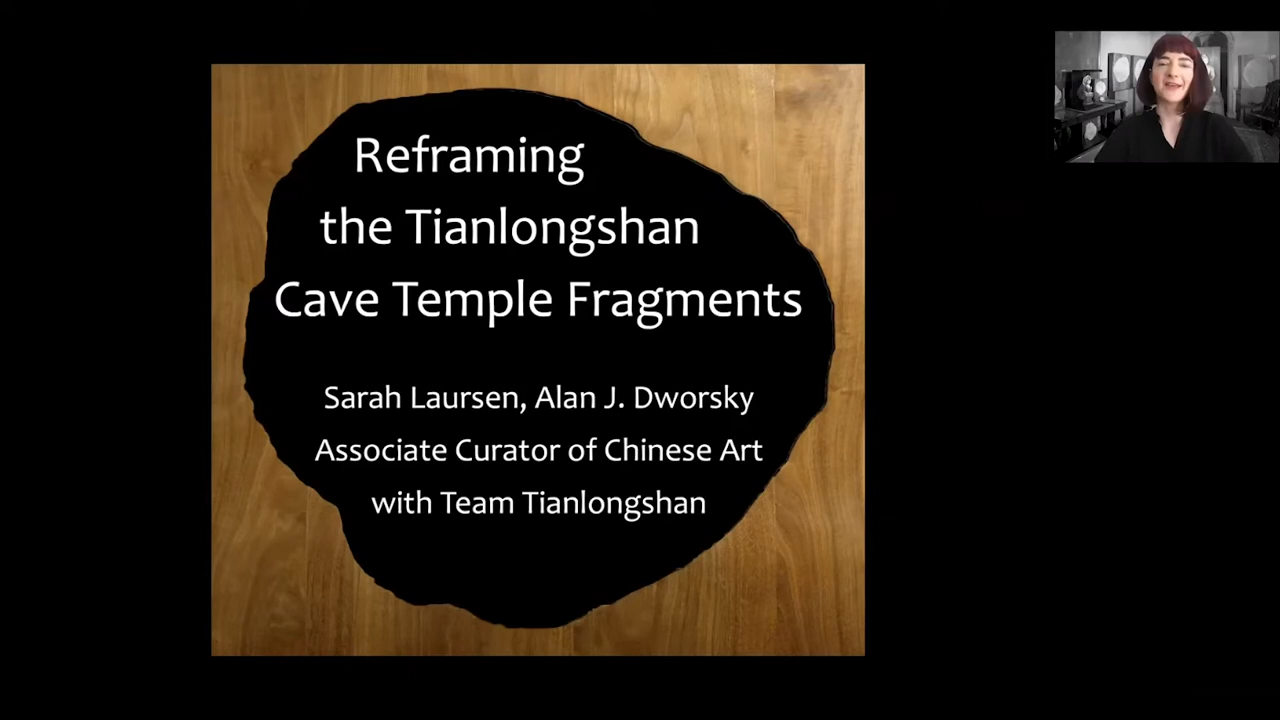 Reframing
the Tianlongshan
Cave Temple Fragments
Sarah Laursen, Alan J. Dworsky
Associate Curator of Chinese Art
with Team Tianlongshan